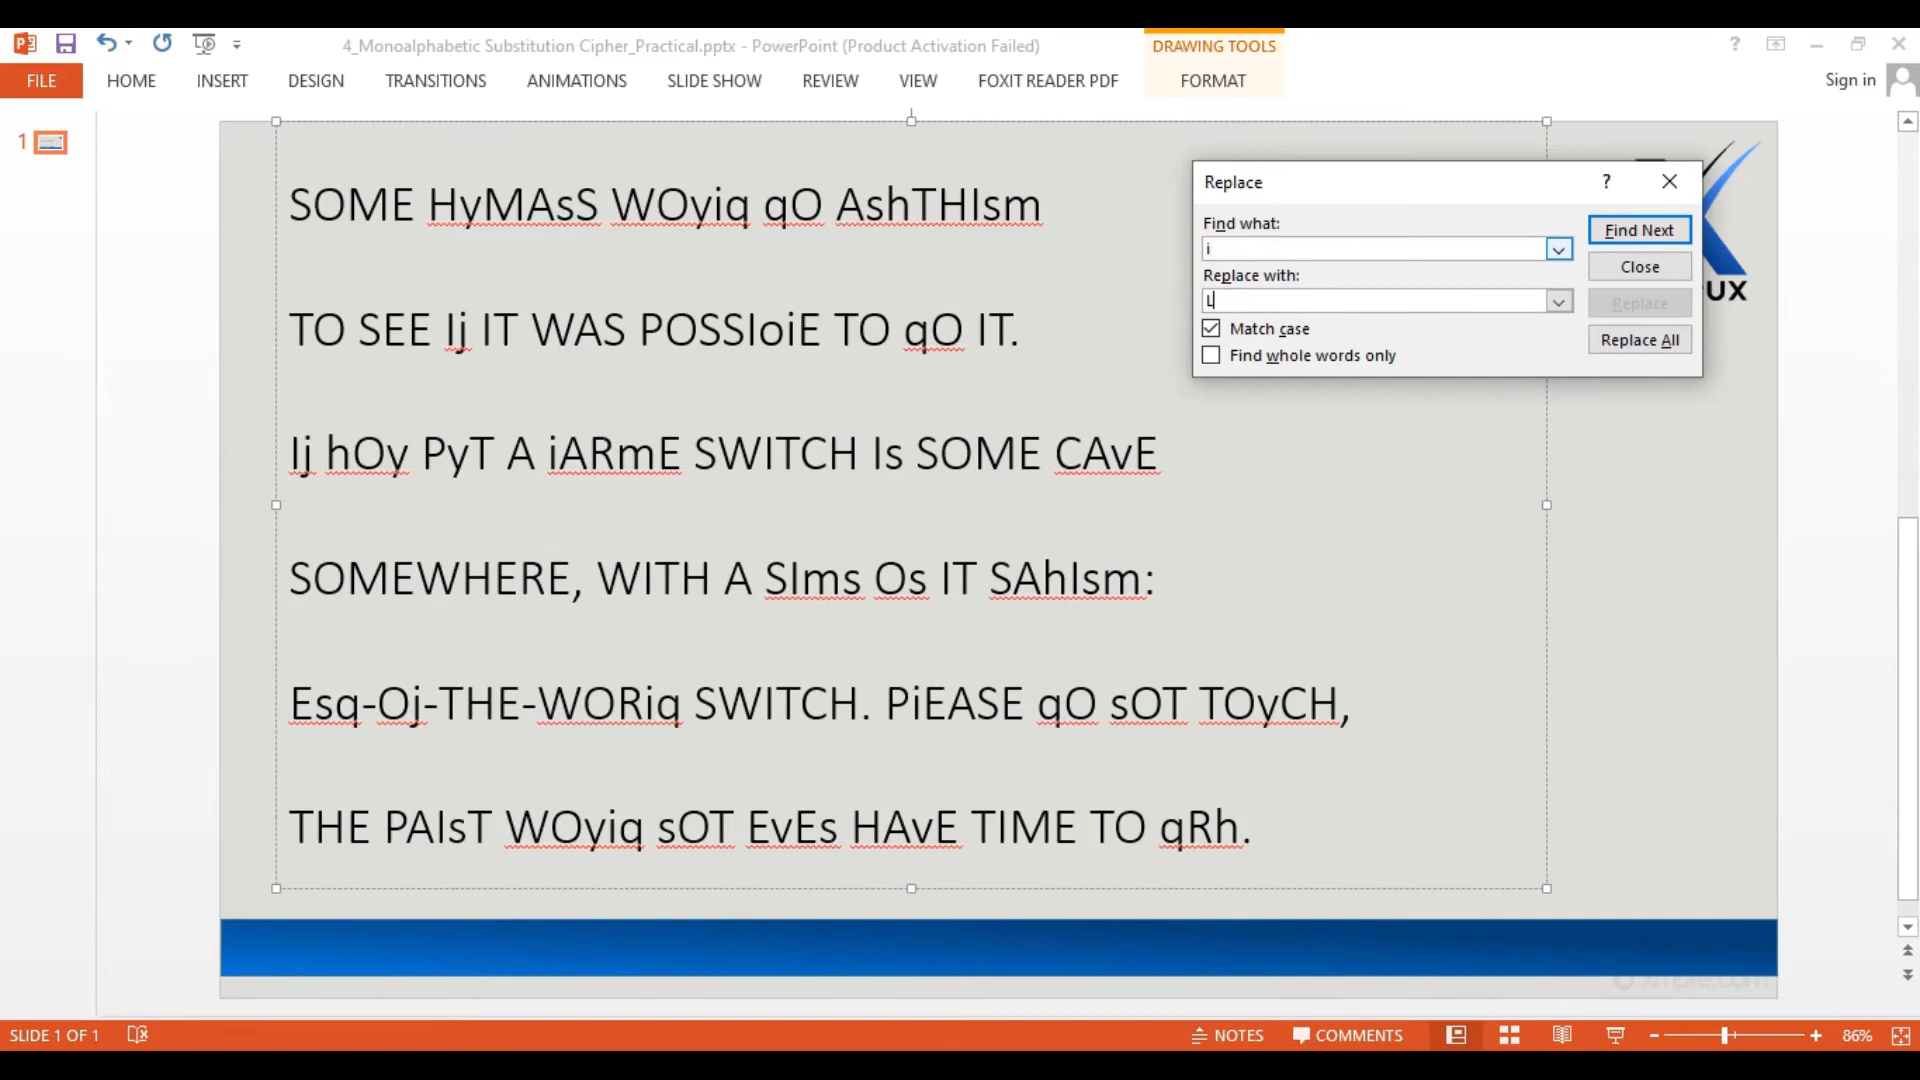 4_Monoalphabetic Substitution Cipher_Practical.pptx - PowerPoint (Product Activation Failed)
DRAWING TOOLS
FILE HOME INSERT DESIGN TRANSITIONS ANIMATIONS SLIDE SHOW REVIEW VIEW FOXIT READER PDF FORMAT Sign in
1
SOME HyMAsS WOyiq qO AshTHIsm
TO SEE Ij IT WAS POSSIoiE TO qO IT.
Ij hOy PyT A iARmE SWITCH Is SOME CAvE
SOMEWHERE, WITH A SIms Os IT SAhIsm:
Esq-Oj-THE-WORiq SWITCH. PiEASE qO sOT TOyCH,
THE PAIsT WOyiq sOT EvEs HAvE TIME TO qRh.
Replace
Find what:
i
Replace with:
L
Match case
Find whole words only
Find Next
Close
Replace
Replace All
UX
SLIDE 1 OF 1 NOTES COMMENTS 86%